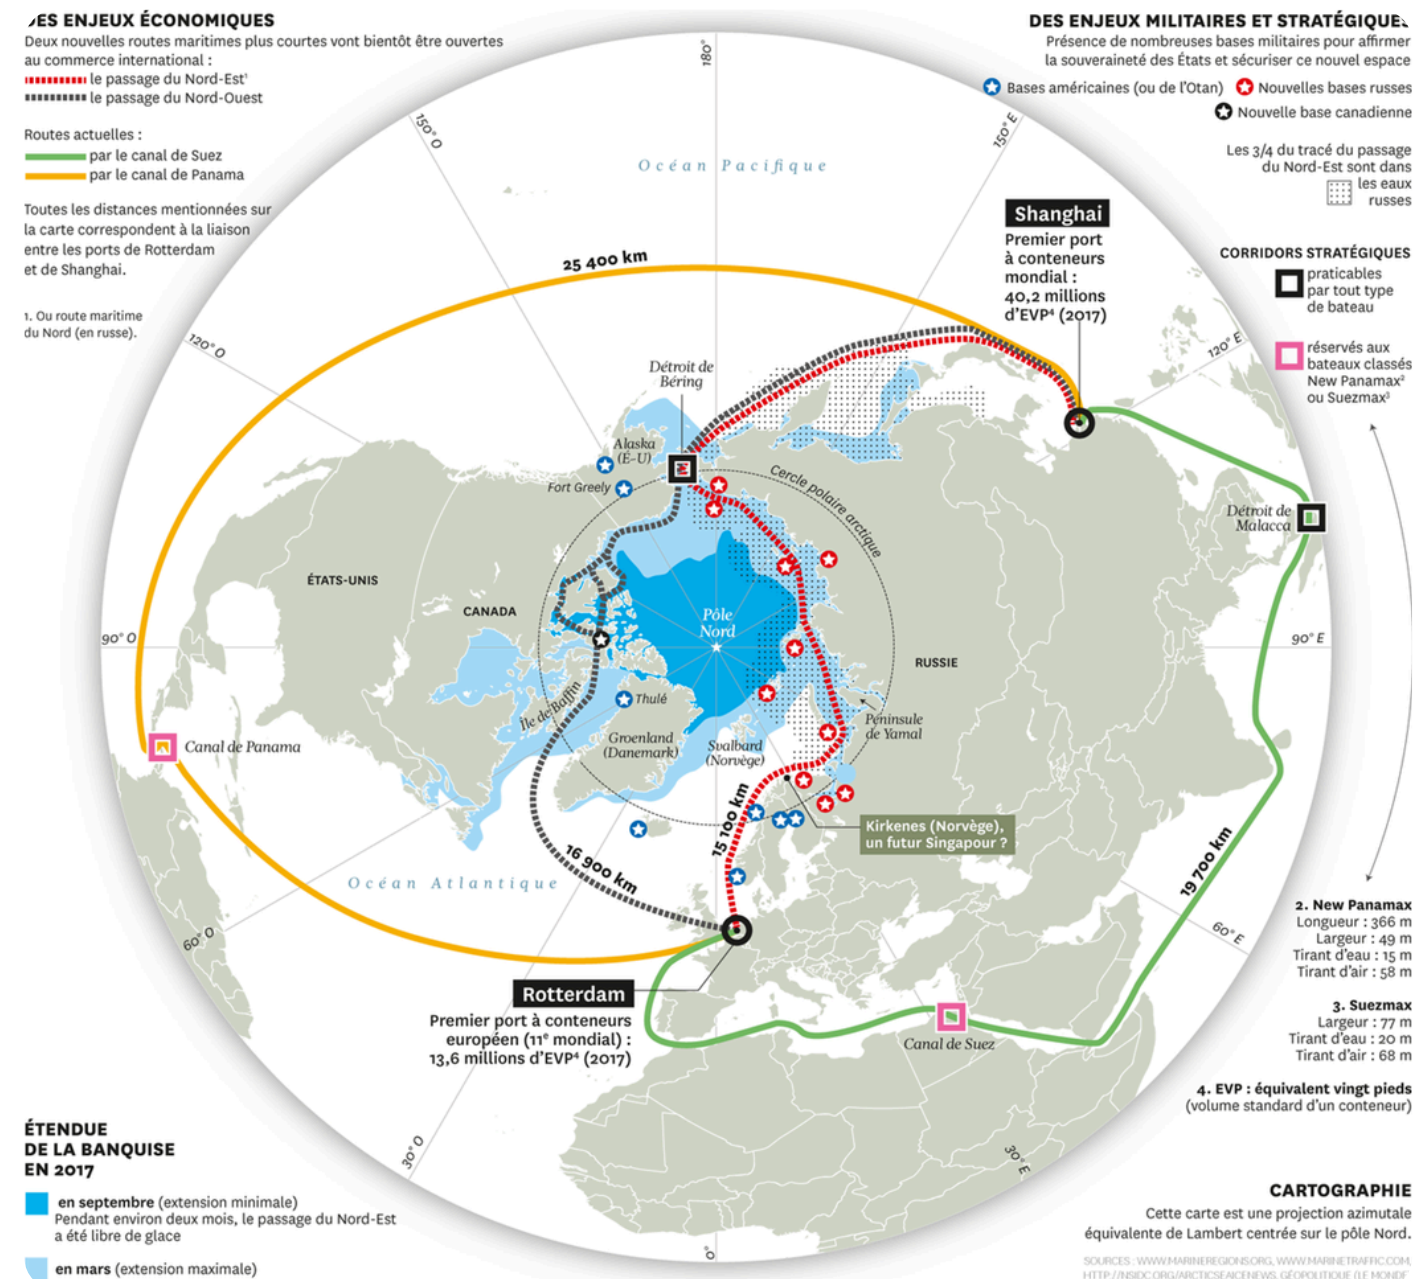 DES ENJEUX ÉCONOMIQUES
Deux nouvelles routes maritimes plus courtes vont bientôt être ouvertes
au commerce international :
le passage du Nord-Est¹
le passage du Nord-Ouest
Routes actuelles :
par le canal de Suez
par le canal de Panama
Toutes les distances mentionnées sur
la carte correspondent à la liaison
entre les ports de Rotterdam
et de Shanghai.
1. Ou route maritime
du Nord (en russe).
DES ENJEUX MILITAIRES ET STRATÉGIQUES
Présence de nombreuses bases militaires pour affirmer
la souveraineté des États et sécuriser ce nouvel espace
Bases américaines (ou de l'Otan)
Nouvelles bases russes
Nouvelle base canadienne
Les 3/4 du tracé du passage
du Nord-Est sont dans
les eaux
russes
CORRIDORS STRATÉGIQUES
praticables
par tout type
de bateau
réservés aux
bateaux classés
New Panamax²
ou Suezmax³
180°
150° O
150° E
Océan Pacifique
Shanghai
Premier port
à conteneurs
mondial :
40,2 millions
d'EVP⁴ (2017)
25 400 km
120° O
120° E
Détroit de
Béring
Alaska
(É-U)
Fort Greely
Cercle polaire arctique
Détroit de
Malacca
ÉTATS-UNIS
CANADA
Pôle
Nord
90° O
90° E
RUSSIE
Île de Baffin
Thulé
Groenland
(Danemark)
Svalbard
(Norvège)
Péninsule
de Yamal
Canal de Panama
15 100 km
Kirkenes (Norvège),
un futur Singapour ?
16 900 km
19 700 km
Océan Atlantique
60° O
60° E
Rotterdam
Premier port à conteneurs
européen (11e mondial) :
13,6 millions d'EVP⁴ (2017)
Canal de Suez
2. New Panamax
Longueur : 366 m
Largeur : 49 m
Tirant d'eau : 15 m
Tirant d'air : 58 m
3. Suezmax
Largeur : 77 m
Tirant d'eau : 20 m
Tirant d'air : 68 m
4. EVP : équivalent vingt pieds
(volume standard d'un conteneur)
30° O
30° E
0°
ÉTENDUE
DE LA BANQUISE
EN 2017
en septembre (extension minimale)
Pendant environ deux mois, le passage du Nord-Est
a été libre de glace
en mars (extension maximale)
CARTOGRAPHIE
Cette carte est une projection azimutale
équivalente de Lambert centrée sur le pôle Nord.
SOURCES : WWW.MARINEREGIONS.ORG, WWW.MARINETRAFFIC.COM,
HTTP://NSIDC.ORG/ARCTICSEAICENEWS, GÉOPOLITIQUE (LE MONDE